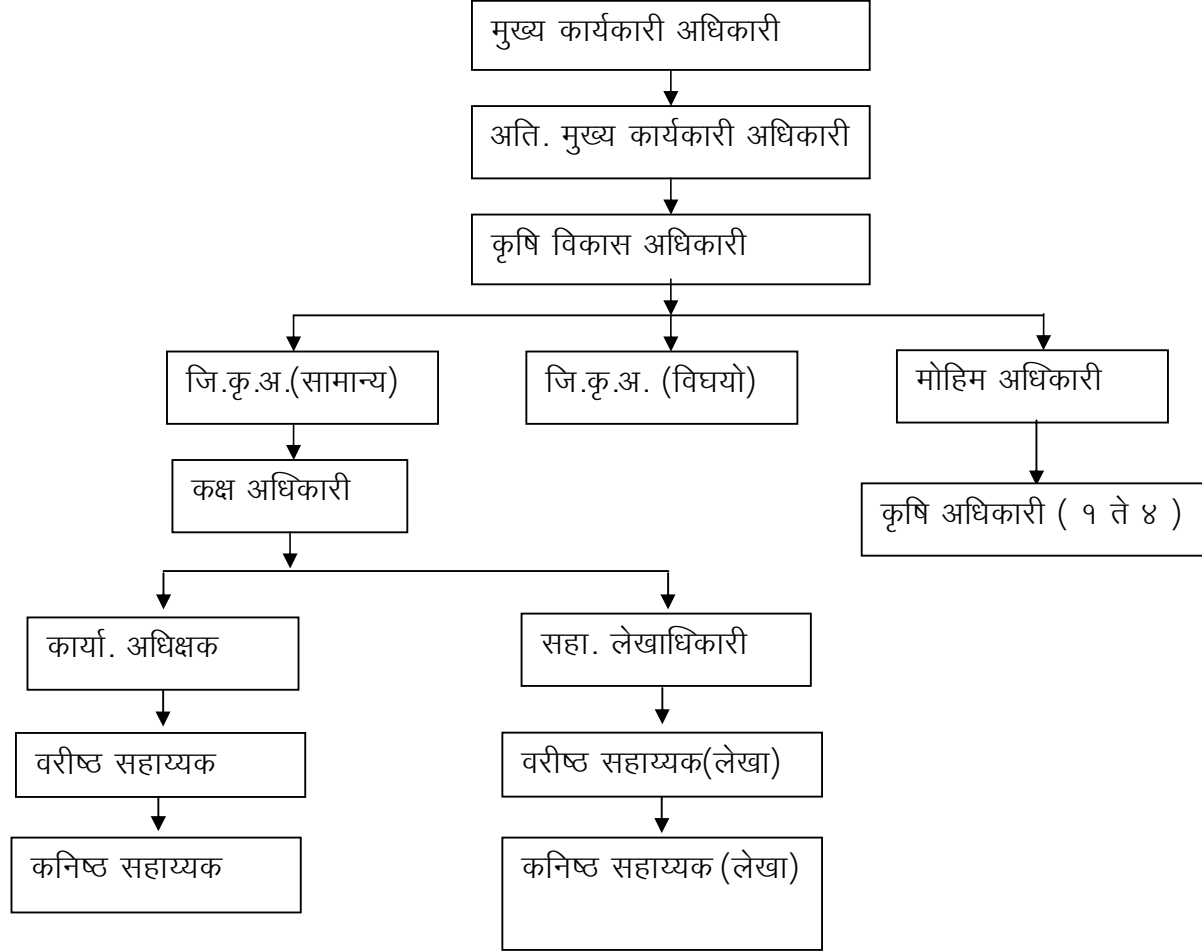 मुख्य कार्यकारी अधिकारी
अति. मुख्य कार्यकारी अधिकारी
कृषि विकास अधिकारी
जि.कृ.अ.(सामान्य)
जि.कृ.अ. (विघयो)
मोहिम अधिकारी
कक्ष अधिकारी
कृषि अधिकारी ( १ ते ४ )
कार्या. अधिक्षक
सहा. लेखाधिकारी
वरीष्ठ सहाय्यक
वरीष्ठ सहाय्यक(लेखा)
कनिष्ठ सहाय्यक
कनिष्ठ सहाय्यक (लेखा)